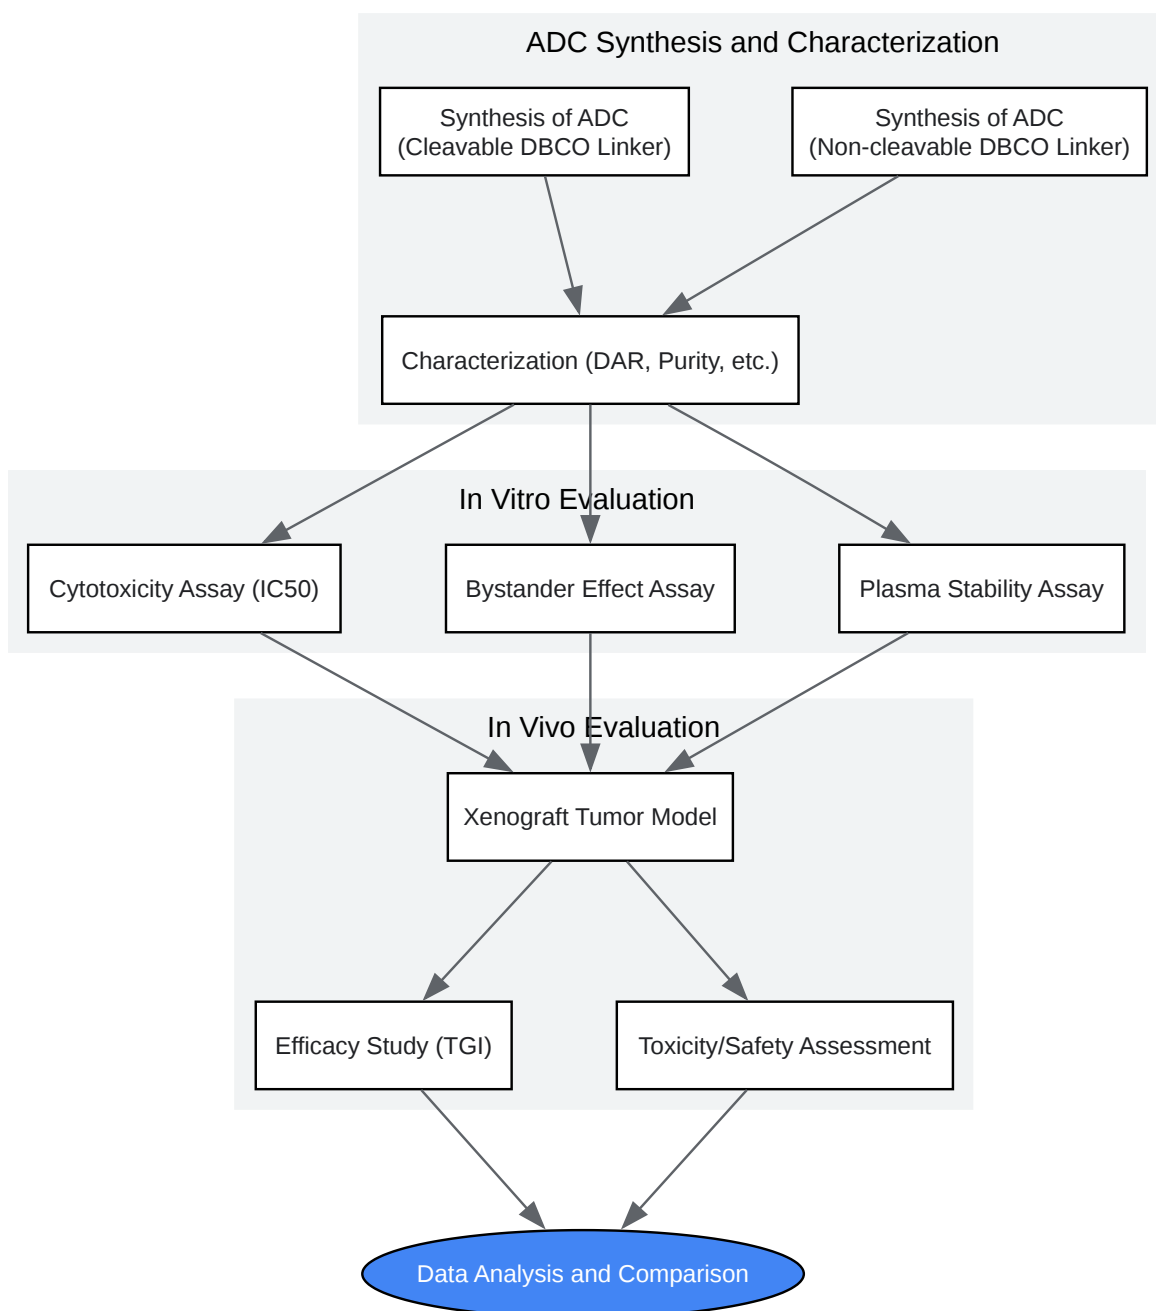 ADC Synthesis and Characterization
Synthesis of ADC
(Cleavable DBCO Linker)
Synthesis of ADC
(Non-cleavable DBCO Linker)
Characterization (DAR, Purity, etc.)
In Vitro Evaluation
Cytotoxicity Assay (IC50)
Bystander Effect Assay
Plasma Stability Assay
In Vivo Evaluation
Xenograft Tumor Model
Efficacy Study (TGI)
Toxicity/Safety Assessment
Data Analysis and Comparison